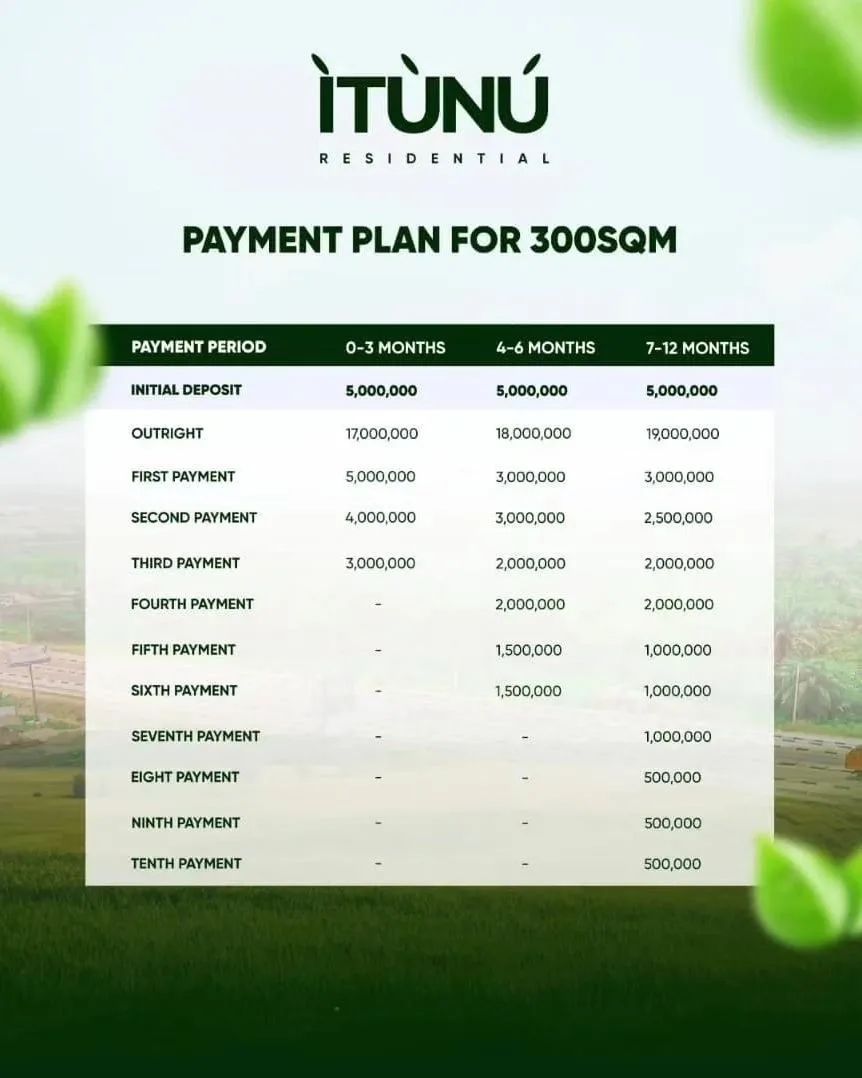 ÌTÙNÚ
RESIDENTIAL
PAYMENT PLAN FOR 300SQM
PAYMENT PERIOD 0-3 MONTHS 4-6 MONTHS 7-12 MONTHS
INITIAL DEPOSIT 5,000,000 5,000,000 5,000,000
OUTRIGHT 17,000,000 18,000,000 19,000,000
FIRST PAYMENT 5,000,000 3,000,000 3,000,000
SECOND PAYMENT 4,000,000 3,000,000 2,500,000
THIRD PAYMENT 3,000,000 2,000,000 2,000,000
FOURTH PAYMENT - 2,000,000 2,000,000
FIFTH PAYMENT - 1,500,000 1,000,000
SIXTH PAYMENT - 1,500,000 1,000,000
SEVENTH PAYMENT - - 1,000,000
EIGHT PAYMENT - - 500,000
NINTH PAYMENT - - 500,000
TENTH PAYMENT - - 500,000